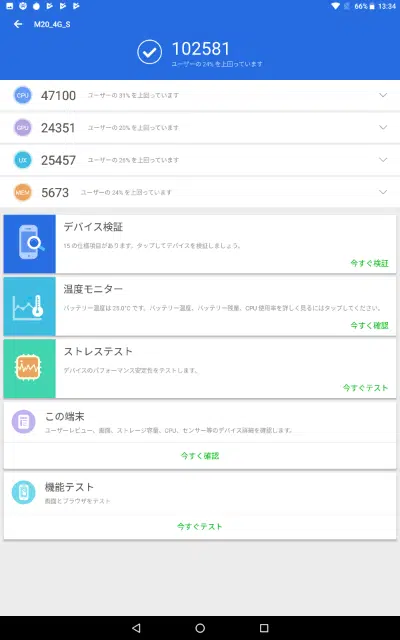 66% 13:34
M20_4G_S
102581
ユーザーの 24% を上回っています
CPU 47100 ユーザーの 31% を上回っています
GPU 24351 ユーザーの 20% を上回っています
UX 25457 ユーザーの 26% を上回っています
MEM 5673 ユーザーの 24% を上回っています
デバイス検証
15 の仕様項目があります。タップしてデバイスを検証しましょう。
今すぐ検証
温度モニター
バッテリー温度は 25.0°C です。バッテリー温度、バッテリー残量、CPU 使用率を詳しく見るにはタップしてください。
今すぐ確認
ストレステスト
デバイスのパフォーマンス安定性をテストします。
今すぐテスト
この端末
ユーザーレビュー、画面、ストレージ容量、CPU、センサー等のデバイス詳細を確認します。
今すぐ確認
機能テスト
画面とブラウザをテスト
今すぐテスト